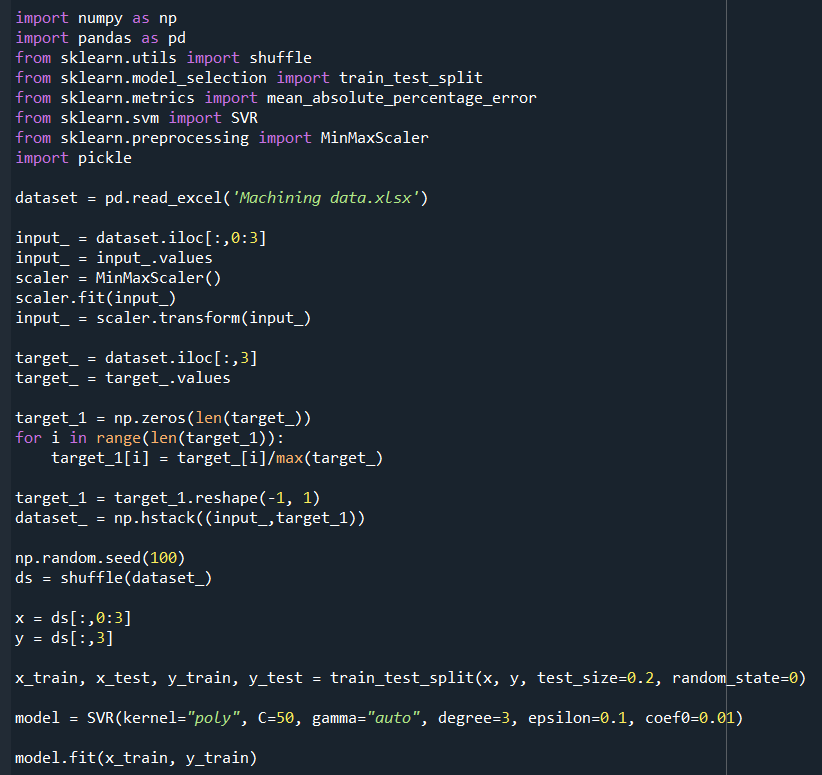 import numpy as np
import pandas as pd
from sklearn.utils import shuffle
from sklearn.model_selection import train_test_split
from sklearn.metrics import mean_absolute_percentage_error
from sklearn.svm import SVR
from sklearn.preprocessing import MinMaxScaler
import pickle

dataset = pd.read_excel('Machining data.xlsx')

input_ = dataset.iloc[:,0:3]
input_ = input_.values
scaler = MinMaxScaler()
scaler.fit(input_)
input_ = scaler.transform(input_)

target_ = dataset.iloc[:,3]
target_ = target_.values

target_1 = np.zeros(len(target_))
for i in range(len(target_1)):
    target_1[i] = target_[i]/max(target_)

target_1 = target_1.reshape(-1, 1)
dataset_ = np.hstack((input_,target_1))

np.random.seed(100)
ds = shuffle(dataset_)

x = ds[:,0:3]
y = ds[:,3]

x_train, x_test, y_train, y_test = train_test_split(x, y, test_size=0.2, random_state=0)

model = SVR(kernel="poly", C=50, gamma="auto", degree=3, epsilon=0.1, coef0=0.01)

model.fit(x_train, y_train)